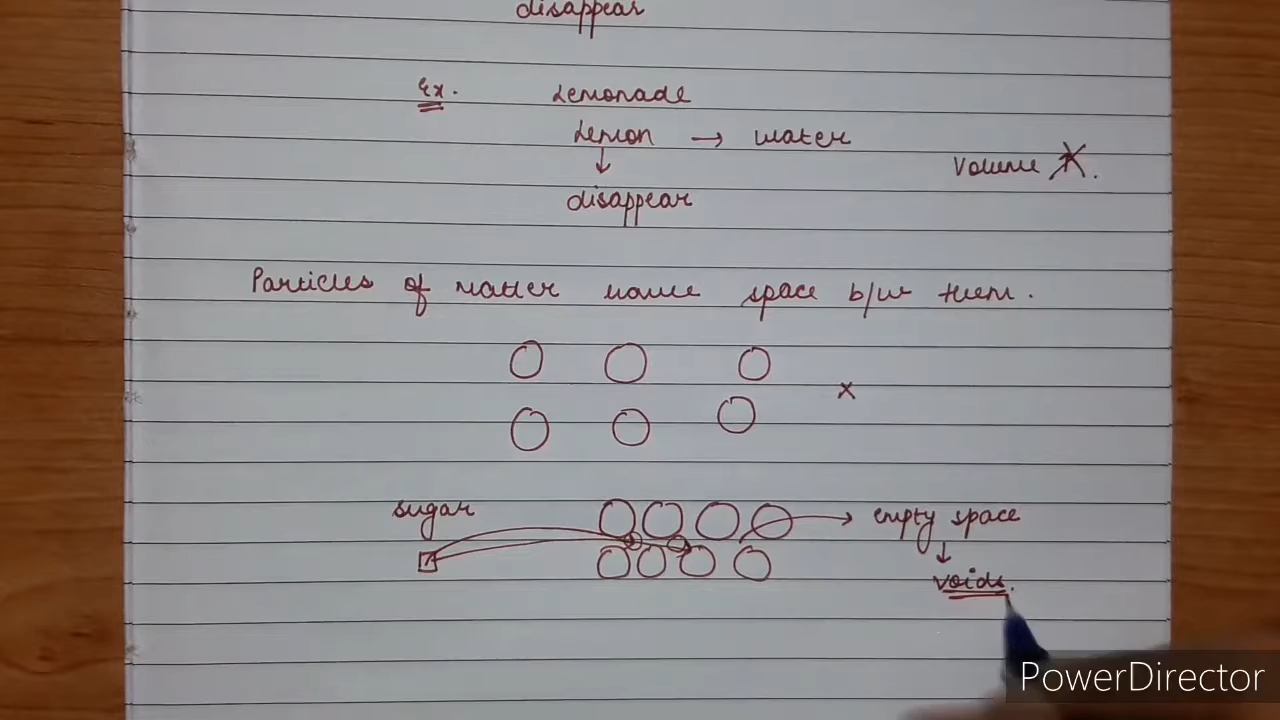 disappear
Ex. Lemonade
Lemon → water
Volume X.
↓
disappear
Particles of matter have space b/w them.
x
sugar → empty space
↓
voids.
PowerDirector